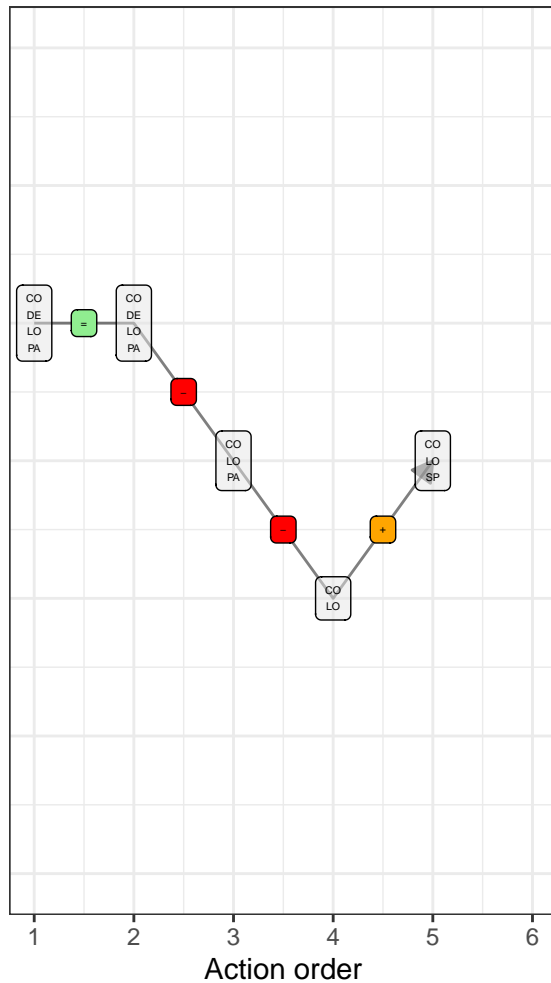 CO
DE
LO
PA
=
CO
DE
LO
PA
-
CO
LO
PA
-
CO
LO
+
CO
LO
SP
1 2 3 4 5 6
Action order